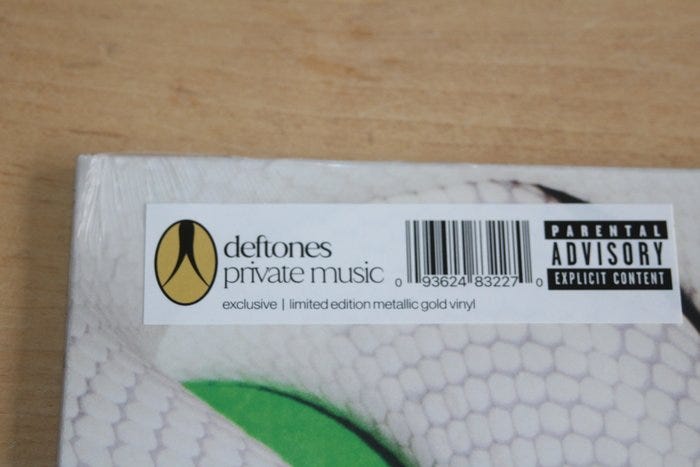 deftones
private music
exclusive | limited edition metallic gold vinyl
0 93624 83227 0
PARENTAL
ADVISORY
EXPLICIT CONTENT